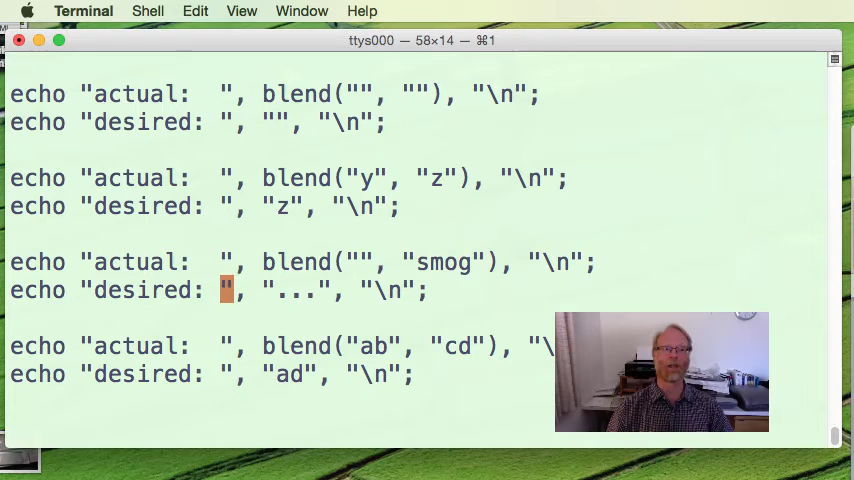 Terminal Shell Edit View Window Help
ttys000 — 58×14 — ⌘1
echo "actual:  ", blend("", ""), "\n";
echo "desired: ", "", "\n";
echo "actual:  ", blend("y", "z"), "\n";
echo "desired: ", "z", "\n";
echo "actual:  ", blend("", "smog"), "\n";
echo "desired: ", "...", "\n";
echo "actual:  ", blend("ab", "cd"), "\
echo "desired: ", "ad", "\n";